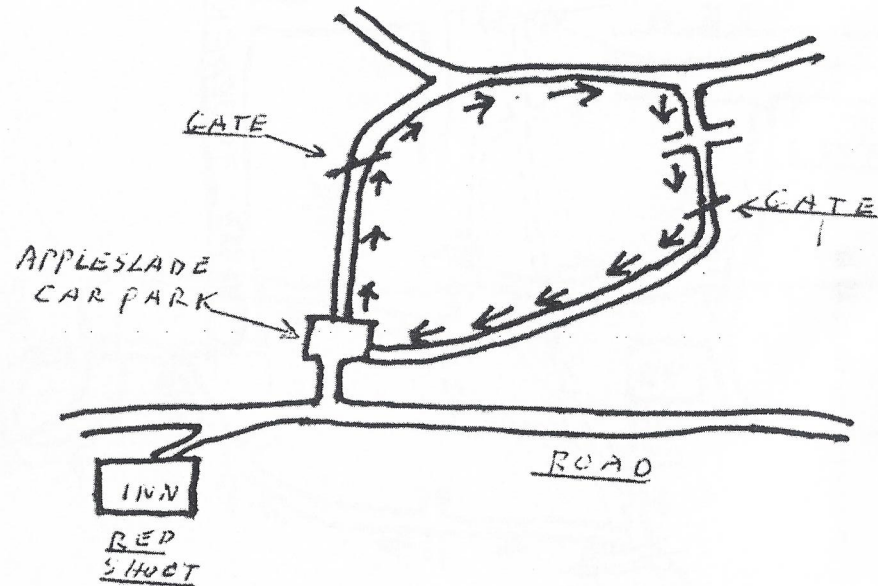 GATE
GATE
APPLESLADE
CAR PARK
ROAD
INN
RED
SHOOT